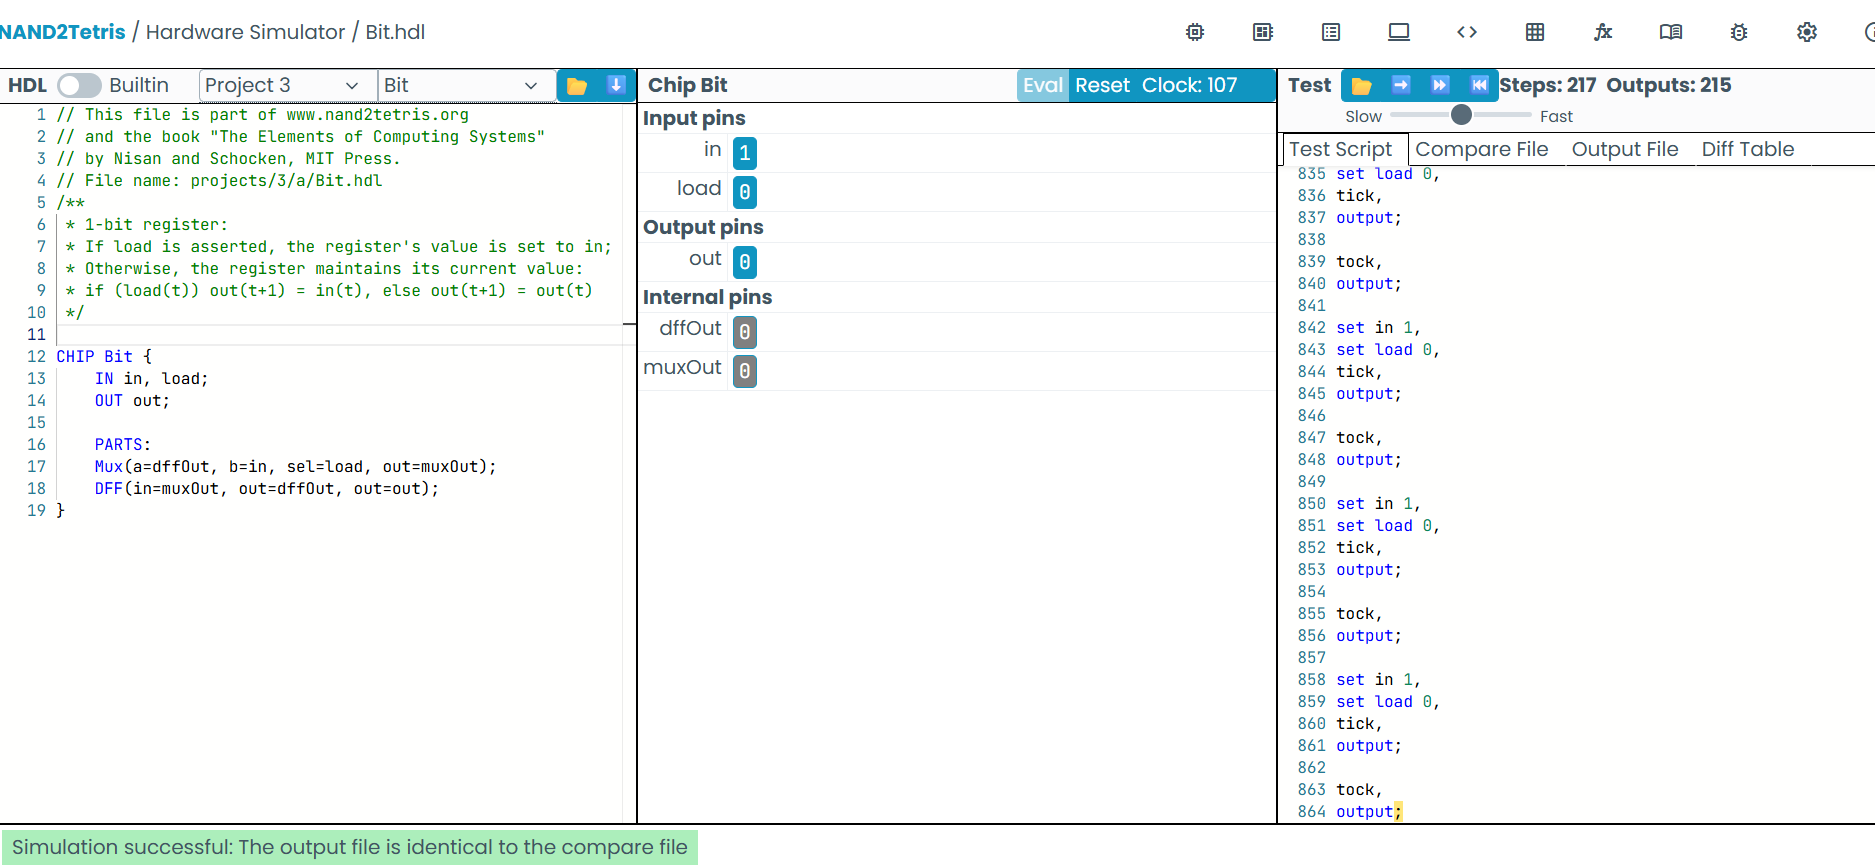 NAND2Tetris / Hardware Simulator / Bit.hdl
HDL Builtin Project 3 Bit
1 // This file is part of www.nand2tetris.org
2 // and the book "The Elements of Computing Systems"
3 // by Nisan and Schocken, MIT Press.
4 // File name: projects/3/a/Bit.hdl
5 /**
6 * 1-bit register:
7 * If load is asserted, the register's value is set to in;
8 * Otherwise, the register maintains its current value:
9 * if (load(t)) out(t+1) = in(t), else out(t+1) = out(t)
10 */
11
12 CHIP Bit {
13 IN in, load;
14 OUT out;
15
16 PARTS:
17 Mux(a=dffOut, b=in, sel=load, out=muxOut);
18 DFF(in=muxOut, out=dffOut, out=out);
19 }
Chip Bit Eval Reset Clock: 107
Input pins
in 1
load 0
Output pins
out 0
Internal pins
dffOut 0
muxOut 0
Test Steps: 217 Outputs: 215
Slow Fast
Test Script Compare File Output File Diff Table
835 set load 0,
836 tick,
837 output;
838
839 tock,
840 output;
841
842 set in 1,
843 set load 0,
844 tick,
845 output;
846
847 tock,
848 output;
849
850 set in 1,
851 set load 0,
852 tick,
853 output;
854
855 tock,
856 output;
857
858 set in 1,
859 set load 0,
860 tick,
861 output;
862
863 tock,
864 output;
Simulation successful: The output file is identical to the compare file